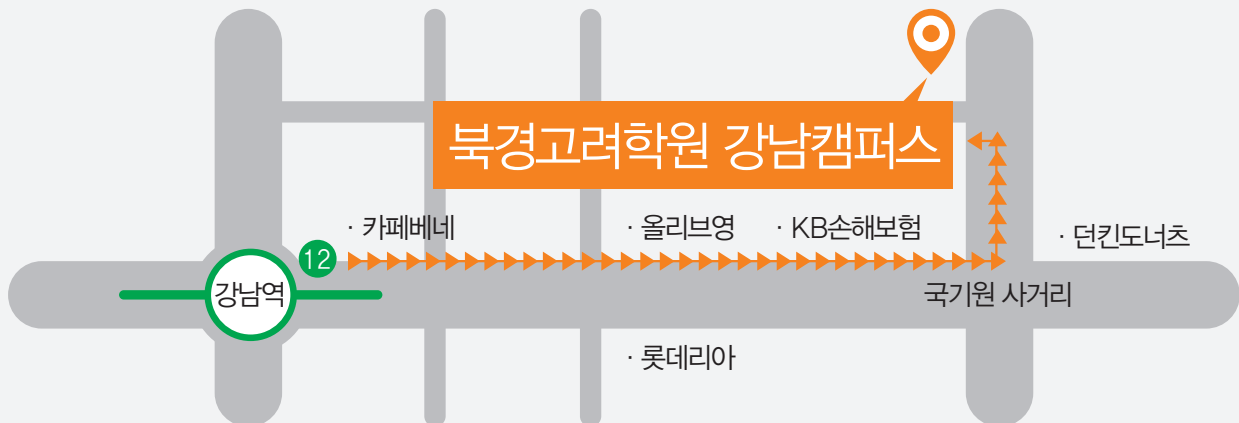 북경고려학원 강남캠퍼스
· 카페베네
· 올리브영
· KB손해보험
· 던킨도너츠
12
강남역
국기원 사거리
· 롯데리아